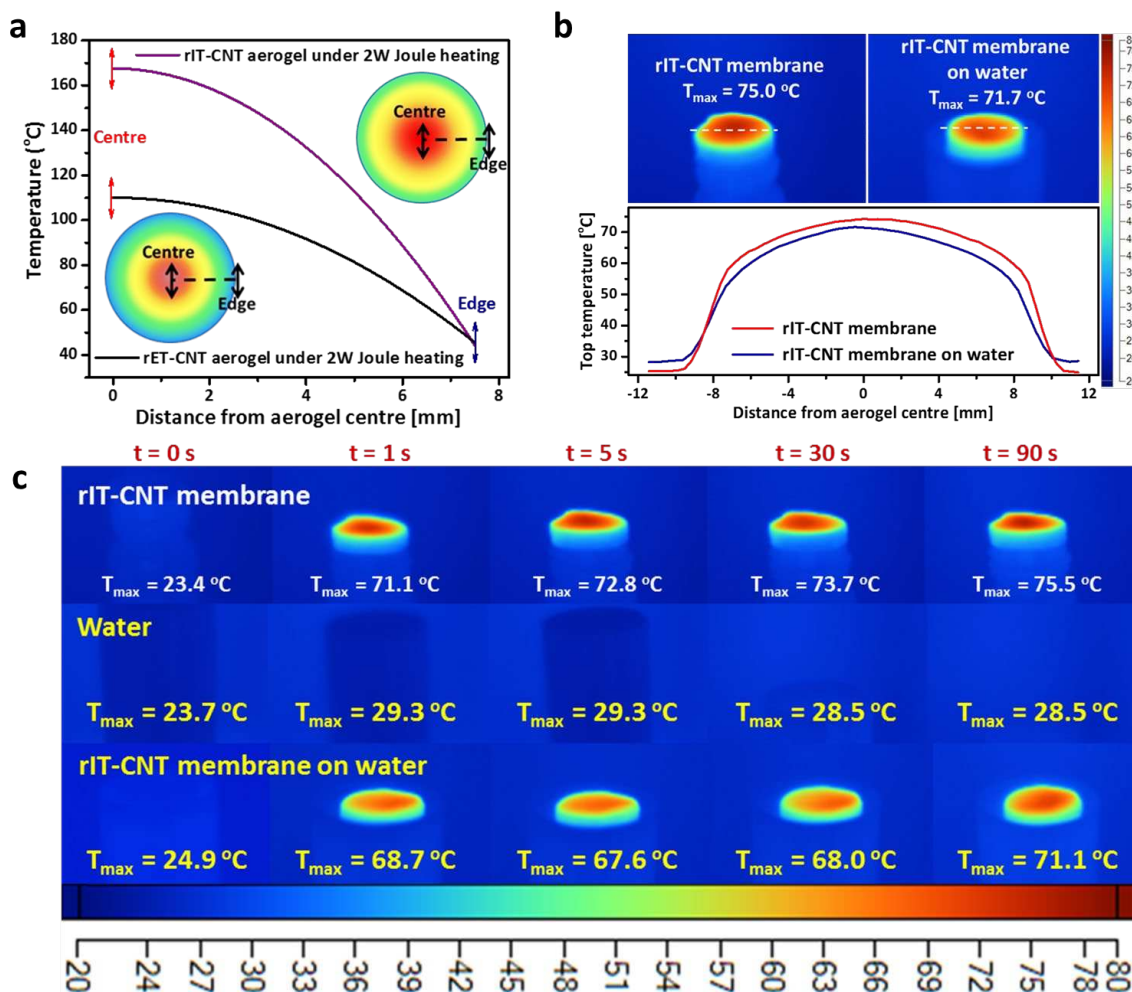 a
180
160
140
120
100
80
60
40
Temperature (°C)
rIT-CNT aerogel under 2W Joule heating
Centre
Centre
Edge
Centre
Edge
Edge
rET-CNT aerogel under 2W Joule heating
0
2
4
6
8
Distance from aerogel centre [mm]
b
rIT-CNT membrane
Tmax = 75.0 °C
rIT-CNT membrane
on water
Tmax = 71.7 °C
Top temperature [°C]
70
60
50
40
30
rIT-CNT membrane
rIT-CNT membrane on water
-12
-8
-4
0
4
8
12
Distance from aerogel centre [mm]
c
t = 0 s
t = 1 s
t = 5 s
t = 30 s
t = 90 s
rIT-CNT membrane
Tmax = 23.4 °C
Tmax = 71.1 °C
Tmax = 72.8 °C
Tmax = 73.7 °C
Tmax = 75.5 °C
Water
Tmax = 23.7 °C
Tmax = 29.3 °C
Tmax = 29.3 °C
Tmax = 28.5 °C
Tmax = 28.5 °C
rIT-CNT membrane on water
Tmax = 24.9 °C
Tmax = 68.7 °C
Tmax = 67.6 °C
Tmax = 68.0 °C
Tmax = 71.1 °C
20
24
27
30
33
36
39
42
45
48
51
54
57
60
63
66
69
72
75
78
80